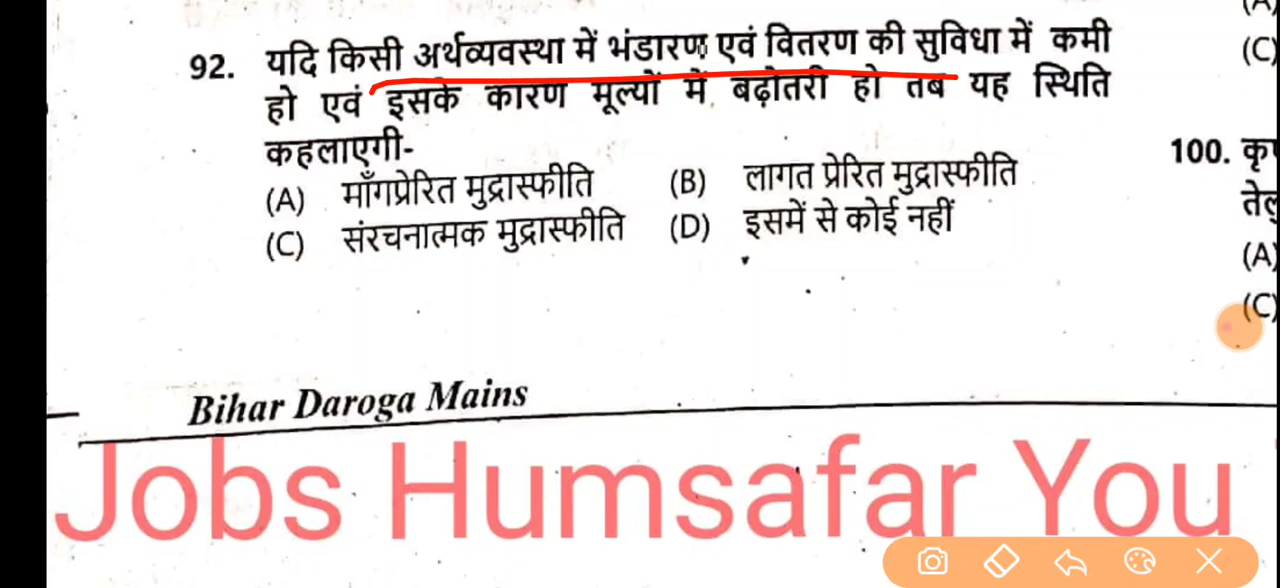 92. यदि किसी अर्थव्यवस्था में भंडारण एवं वितरण की सुविधा में कमी
हो एवं इसके कारण मूल्यों में बढ़ोतरी हो तब यह स्थिति
कहलाएगी-
(A) माँगप्रेरित मुद्रास्फीति (B) लागत प्रेरित मुद्रास्फीति
(C) संरचनात्मक मुद्रास्फीति (D) इसमें से कोई नहीं
(A)
(C)
100.
(A)
(C)
Bihar Daroga Mains
Jobs Humsafar You